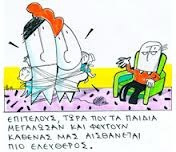 ΕΠΙΤΕΛΟΥΣ, ΤΩΡΑ ΠΟΥ ΤΑ ΠΑΙΔΙΑ
ΜΕΓΑΛΩΣΑΝ ΚΑΙ ΦΕΥΓΟΥΝ
ΚΑΘΕΝΑΣ ΜΑΣ ΑΙΣΘΑΝΕΤΑΙ
ΠΙΟ ΕΛΕΥΘΕΡΟΣ.